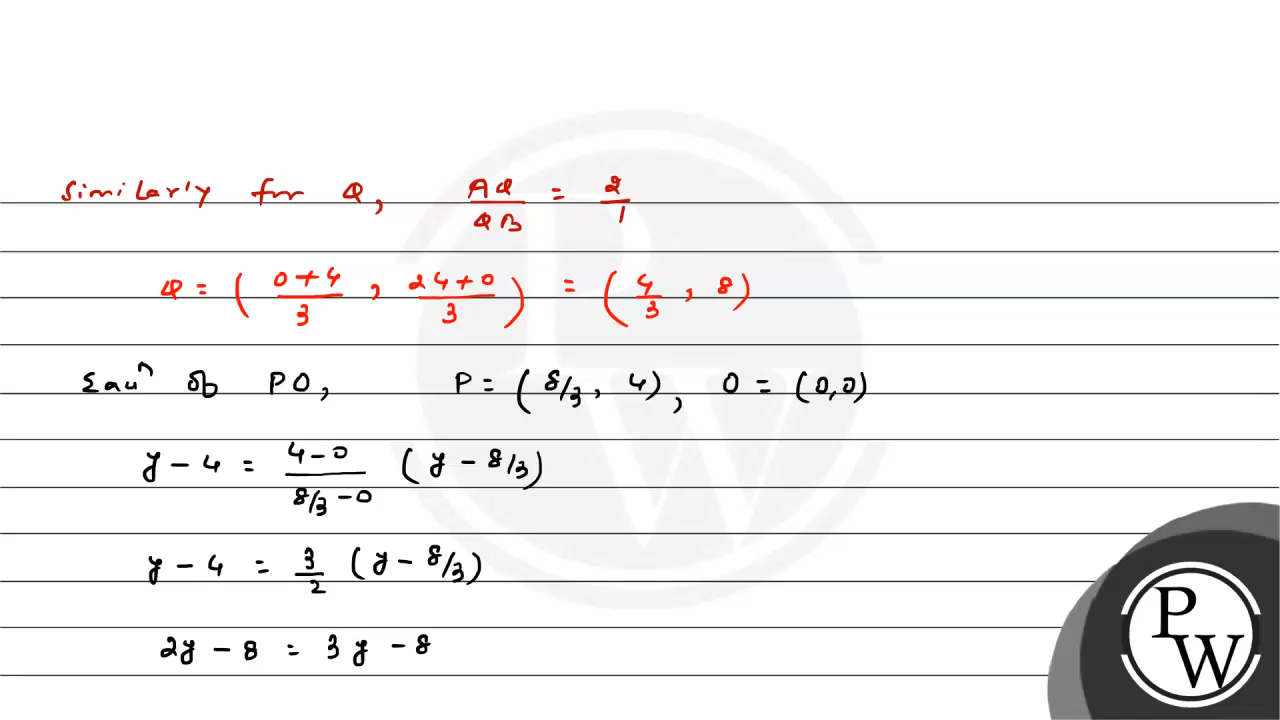 Similarly for Q, AQ/QB = 2/1
Q = ( 0+4/3 , 24+0/3 ) = ( 4/3 , 8)
Equⁿ of PO, P = ( 8/3 , 4), O = (0,0)
y - 4 = 4-0/8/3-0 (y - 8/3)
y - 4 = 3/2 (y - 8/3)
2y - 8 = 3y - 8
P
W
P
W